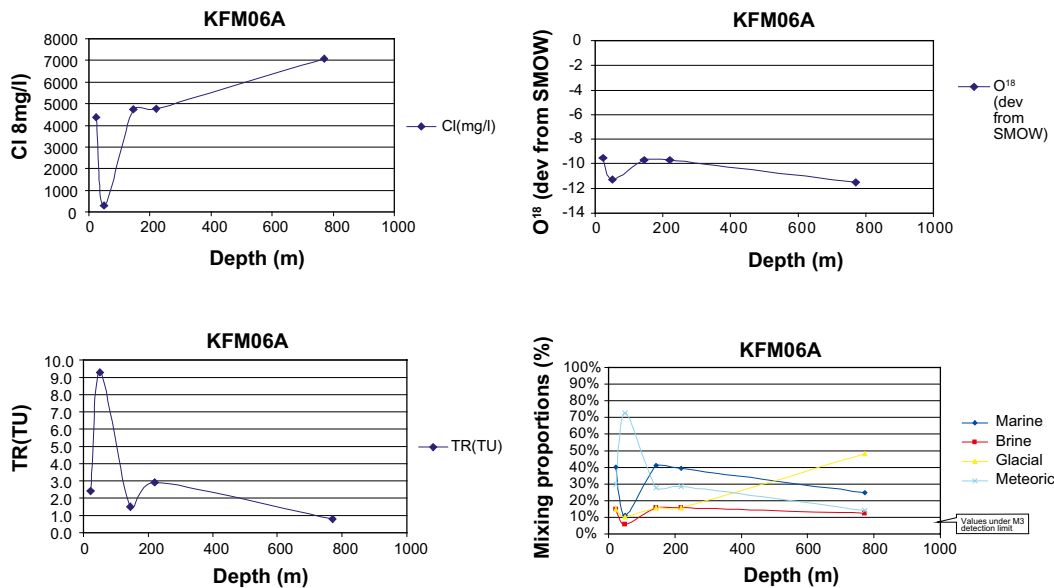 KFM06A
Cl 8mg/l
8000
7000
6000
5000
4000
3000
2000
1000
0
0 200 400 600 800 1000
Depth (m)
Cl(mg/l)
KFM06A
O¹⁸ (dev from SMOW)
0
-2
-4
-6
-8
-10
-12
-14
0 200 400 600 800 1000
Depth (m)
O¹⁸
(dev
from
SMOW)
KFM06A
TR(TU)
10.0
9.0
8.0
7.0
6.0
5.0
4.0
3.0
2.0
1.0
0.0
0 200 400 600 800 1000
Depth (m)
TR(TU)
KFM06A
Mixing proportions (%)
100%
90%
80%
70%
60%
50%
40%
30%
20%
10%
0%
0 200 400 600 800 1000
Depth (m)
Marine
Brine
Glacial
Meteoric
Values under M3
detection limit